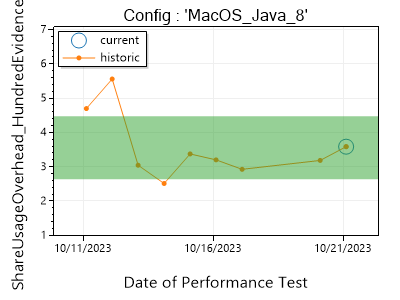 Config : 'MacOS_Java_8'
current
historic
7
6
5
4
3
2
1
ShareUsageOverhead_HundredEvidence
10/11/2023
10/16/2023
10/21/2023
Date of Performance Test